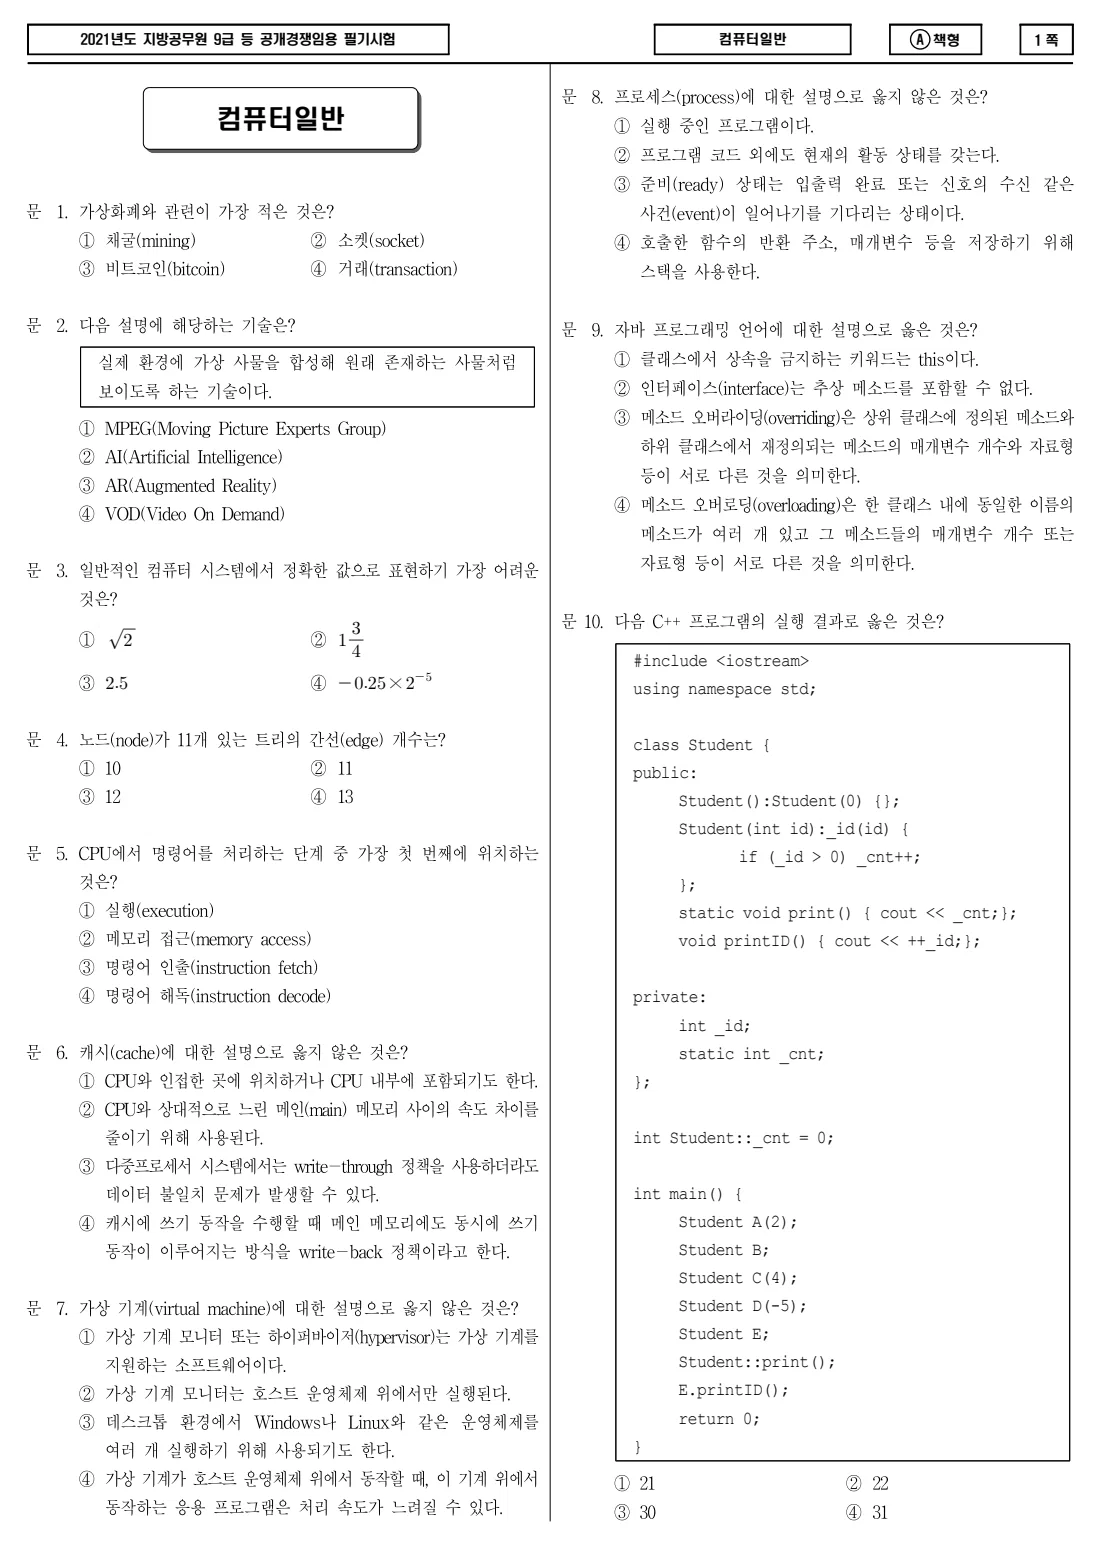 2021년도 지방공무원 9급 등 공개경쟁임용 필기시험
컴퓨터일반
Ⓐ책형
1 쪽
컴퓨터일반
문 1. 가상화폐와 관련이 가장 적은 것은?
① 채굴(mining) ② 소켓(socket)
③ 비트코인(bitcoin) ④ 거래(transaction)
문 2. 다음 설명에 해당하는 기술은?
실제 환경에 가상 사물을 합성해 원래 존재하는 사물처럼
보이도록 하는 기술이다.
① MPEG(Moving Picture Experts Group)
② AI(Artificial Intelligence)
③ AR(Augmented Reality)
④ VOD(Video On Demand)
문 3. 일반적인 컴퓨터 시스템에서 정확한 값으로 표현하기 가장 어려운
것은?
① √2 ② 1 3/4
③ 2.5 ④ −0.25×2⁻⁵
문 4. 노드(node)가 11개 있는 트리의 간선(edge) 개수는?
① 10 ② 11
③ 12 ④ 13
문 5. CPU에서 명령어를 처리하는 단계 중 가장 첫 번째에 위치하는
것은?
① 실행(execution)
② 메모리 접근(memory access)
③ 명령어 인출(instruction fetch)
④ 명령어 해독(instruction decode)
문 6. 캐시(cache)에 대한 설명으로 옳지 않은 것은?
① CPU와 인접한 곳에 위치하거나 CPU 내부에 포함되기도 한다.
② CPU와 상대적으로 느린 메인(main) 메모리 사이의 속도 차이를
줄이기 위해 사용된다.
③ 다중프로세서 시스템에서는 write－through 정책을 사용하더라도
데이터 불일치 문제가 발생할 수 있다.
④ 캐시에 쓰기 동작을 수행할 때 메인 메모리에도 동시에 쓰기
동작이 이루어지는 방식을 write－back 정책이라고 한다.
문 7. 가상 기계(virtual machine)에 대한 설명으로 옳지 않은 것은?
① 가상 기계 모니터 또는 하이퍼바이저(hypervisor)는 가상 기계를
지원하는 소프트웨어이다.
② 가상 기계 모니터는 호스트 운영체제 위에서만 실행된다.
③ 데스크톱 환경에서 Windows나 Linux와 같은 운영체제를
여러 개 실행하기 위해 사용되기도 한다.
④ 가상 기계가 호스트 운영체제 위에서 동작할 때, 이 기계 위에서
동작하는 응용 프로그램은 처리 속도가 느려질 수 있다.
문 8. 프로세스(process)에 대한 설명으로 옳지 않은 것은?
① 실행 중인 프로그램이다.
② 프로그램 코드 외에도 현재의 활동 상태를 갖는다.
③ 준비(ready) 상태는 입출력 완료 또는 신호의 수신 같은
사건(event)이 일어나기를 기다리는 상태이다.
④ 호출한 함수의 반환 주소, 매개변수 등을 저장하기 위해
스택을 사용한다.
문 9. 자바 프로그래밍 언어에 대한 설명으로 옳은 것은?
① 클래스에서 상속을 금지하는 키워드는 this이다.
② 인터페이스(interface)는 추상 메소드를 포함할 수 없다.
③ 메소드 오버라이딩(overriding)은 상위 클래스에 정의된 메소드와
하위 클래스에서 재정의되는 메소드의 매개변수 개수와 자료형
등이 서로 다른 것을 의미한다.
④ 메소드 오버로딩(overloading)은 한 클래스 내에 동일한 이름의
메소드가 여러 개 있고 그 메소드들의 매개변수 개수 또는
자료형 등이 서로 다른 것을 의미한다.
문 10. 다음 C++ 프로그램의 실행 결과로 옳은 것은?
#include <iostream>
using namespace std;
class Student {
public:
Student():Student(0) {};
Student(int id):_id(id) {
if (_id > 0) _cnt++;
};
static void print() { cout << _cnt;};
void printID() { cout << ++_id;};
private:
int _id;
static int _cnt;
};
int Student::_cnt = 0;
int main() {
Student A(2);
Student B;
Student C(4);
Student D(-5);
Student E;
Student::print();
E.printID();
return 0;
}
① 21 ② 22
③ 30 ④ 31